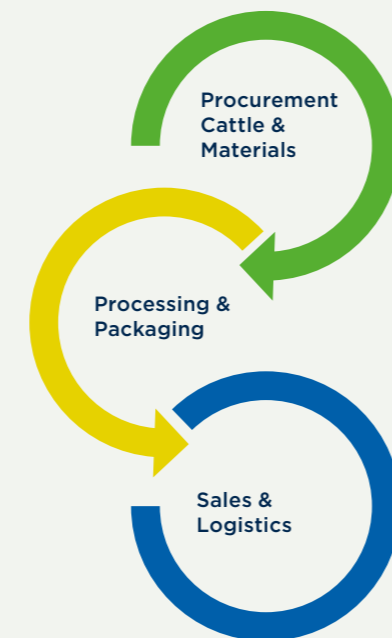 Procurement
Cattle &
Materials
Processing &
Packaging
Sales &
Logistics